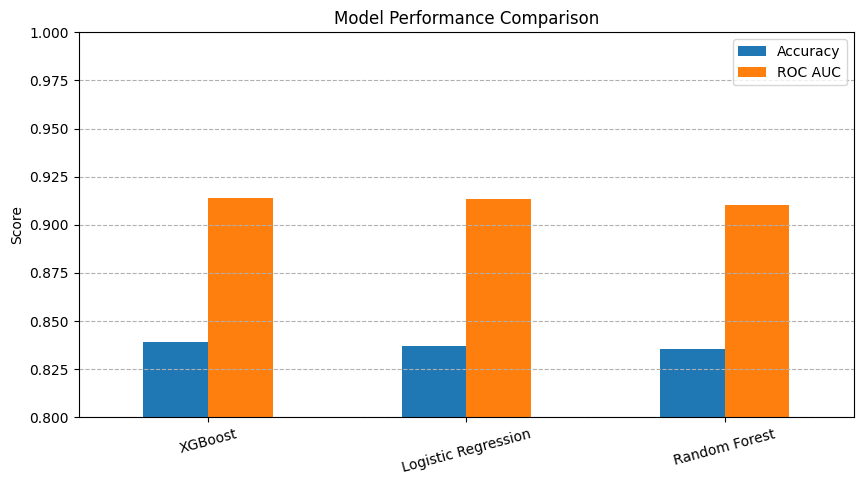 Model Performance Comparison
1.000
0.975
0.950
0.925
0.900
0.875
0.850
0.825
0.800
Score
Accuracy
ROC AUC
XGBoost
Logistic Regression
Random Forest